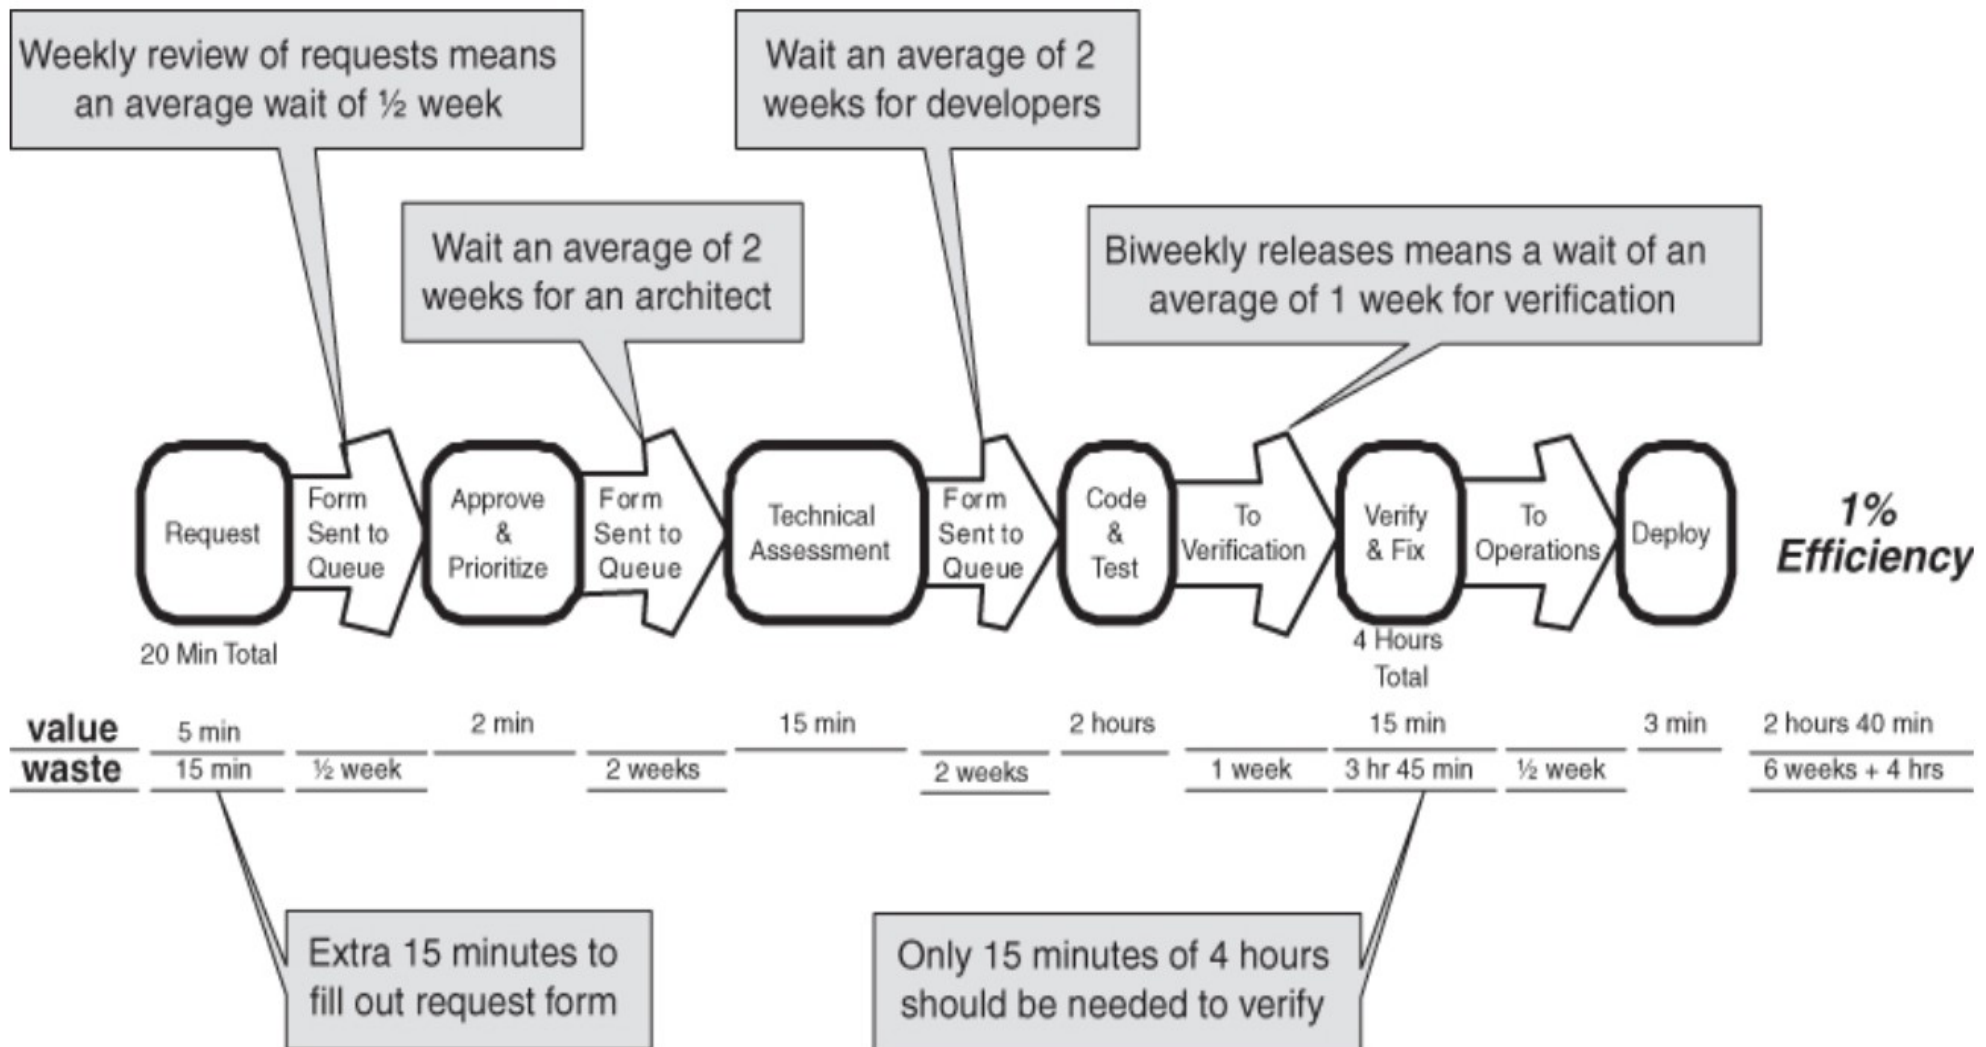 Weekly review of requests means
an average wait of ½ week
Wait an average of 2
weeks for developers
Wait an average of 2
weeks for an architect
Biweekly releases means a wait of an
average of 1 week for verification
Request
Form
Sent to
Queue
Approve
&
Prioritize
Form
Sent to
Queue
Technical
Assessment
Form
Sent to
Queue
Code
&
Test
To
Verification
Verify
& Fix
To
Operations
Deploy
1%
Efficiency
20 Min Total
4 Hours
Total
value 5 min 2 min 15 min 2 hours 15 min 3 min 2 hours 40 min
waste 15 min ½ week 2 weeks 2 weeks 1 week 3 hr 45 min ½ week 6 weeks + 4 hrs
Extra 15 minutes to
fill out request form
Only 15 minutes of 4 hours
should be needed to verify